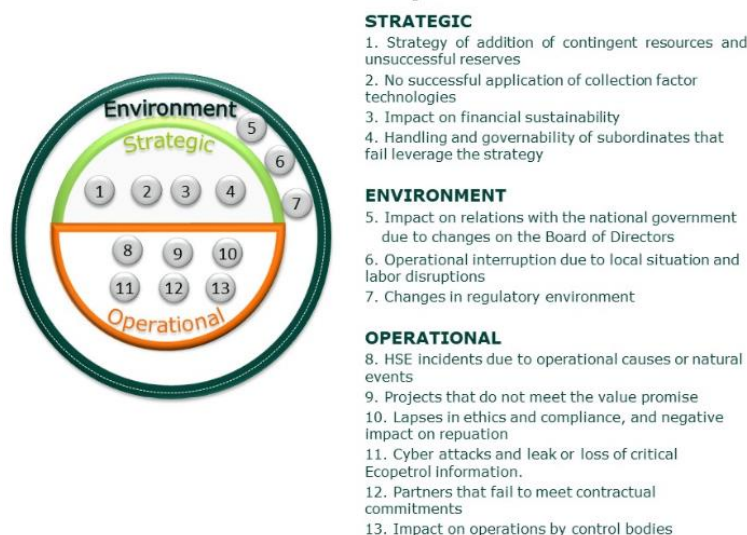 Environment
Strategic
5
6
7
1
2
3
4
8
9
10
11
12
13
Operational
STRATEGIC
1. Strategy of addition of contingent resources and
unsuccessful reserves
2. No successful application of collection factor
technologies
3. Impact on financial sustainability
4. Handling and governability of subordinates that
fail leverage the strategy
ENVIRONMENT
5. Impact on relations with the national government
due to changes on the Board of Directors
6. Operational interruption due to local situation and
labor disruptions
7. Changes in regulatory environment
OPERATIONAL
8. HSE incidents due to operational causes or natural
events
9. Projects that do not meet the value promise
10. Lapses in ethics and compliance, and negative
impact on repuation
11. Cyber attacks and leak or loss of critical
Ecopetrol information.
12. Partners that fail to meet contractual
commitments
13. Impact on operations by control bodies